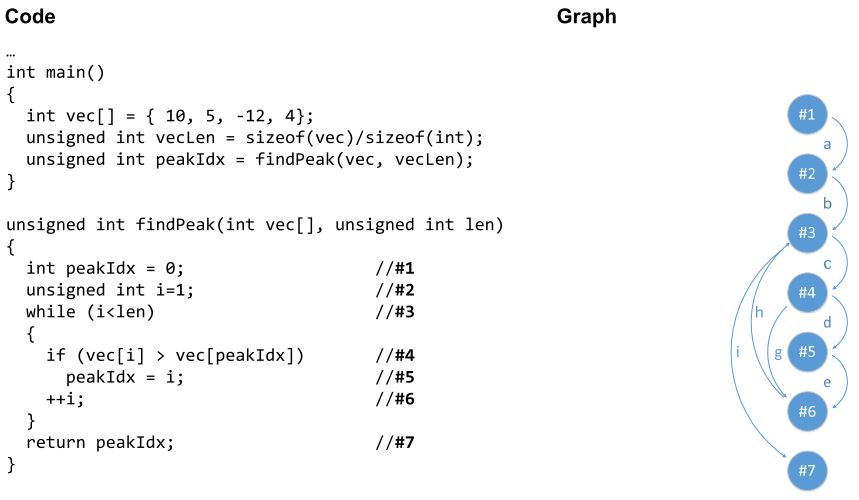 Code
Graph
…
int main()
{
int vec[] = { 10, 5, -12, 4};
unsigned int vecLen = sizeof(vec)/sizeof(int);
unsigned int peakIdx = findPeak(vec, vecLen);
}
unsigned int findPeak(int vec[], unsigned int len)
{
int peakIdx = 0; //#1
unsigned int i=1; //#2
while (i<len) //#3
{
if (vec[i] > vec[peakIdx]) //#4
peakIdx = i; //#5
++i; //#6
}
return peakIdx; //#7
}
#1
a
#2
b
#3
c
#4
h
d
i
g
#5
e
#6
#7